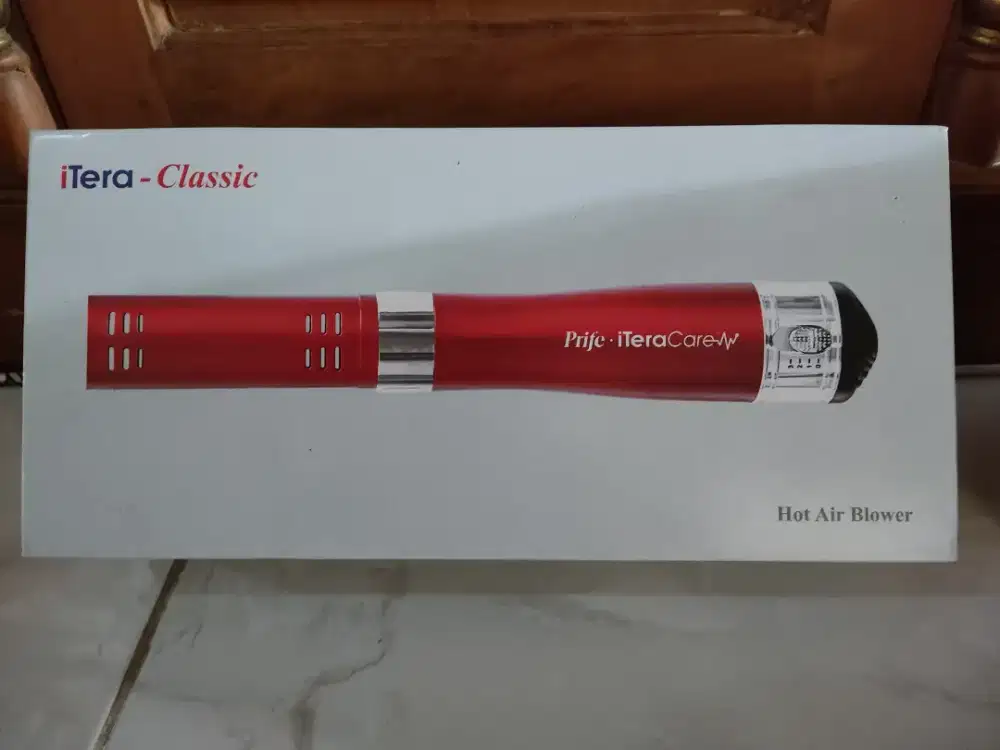 iTera - Classic
Prife · iTeraCare
Hot Air Blower